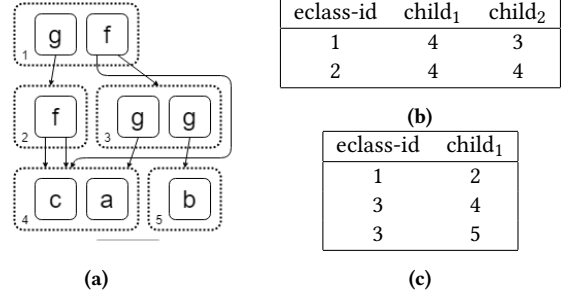 g f
1
f
2
g g
3
c a
4
b
5
(a)
eclass-id child₁ child₂
1 4 3
2 4 4
(b)
eclass-id child₁
1 2
3 4
3 5
(c)